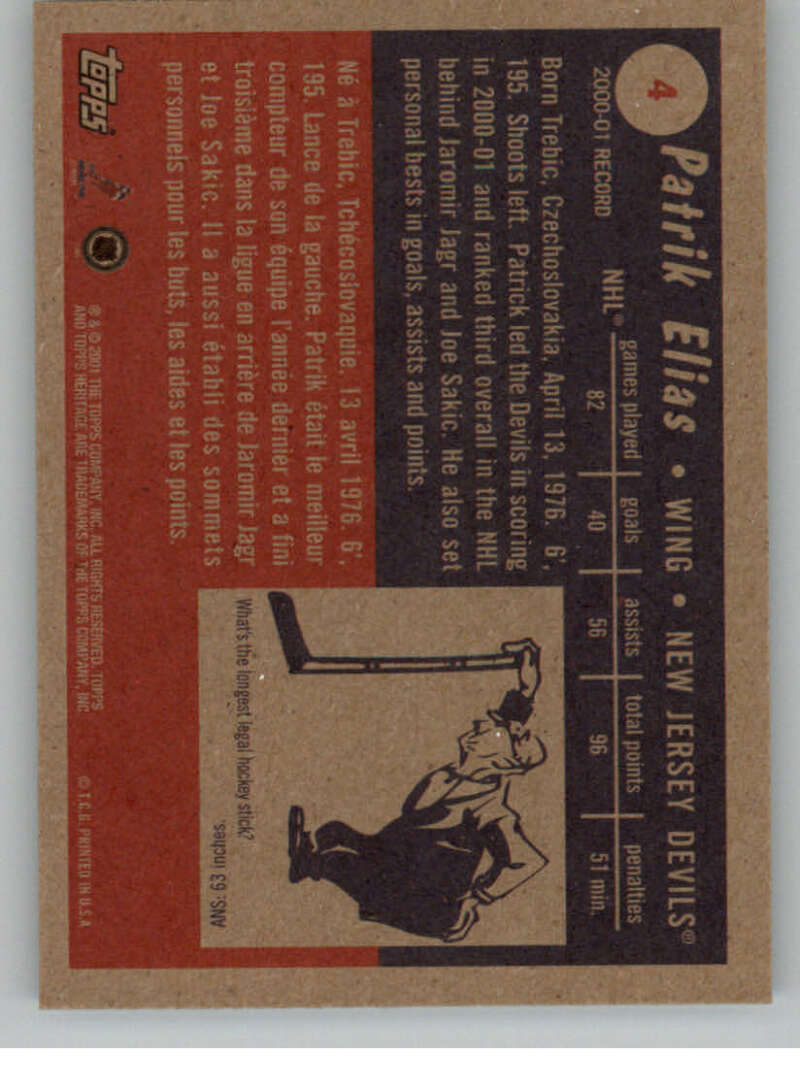 4
Patrik Elias • WING • NEW JERSEY DEVILS®
2000-01 RECORD
games played goals assists total points penalties
NHL® 82 40 56 96 51 min.
Born Trebic, Czechoslovakia, April 13, 1976. 6',
195. Shoots left. Patrick led the Devils in scoring
in 2000-01 and ranked third overall in the NHL
behind Jaromir Jagr and Joe Sakic. He also set
personal bests in goals, assists and points.
Né à Trebic, Tchécoslovaquie, 13 avril 1976. 6',
195. Lance de la gauche. Patrik était le meilleur
compteur de son équipe l'année dernier et a fini
troisième dans la ligue en arrière de Jaromir Jagr
et Joe Sakic. Il a aussi établi des sommets
personnels pour les buts, les aides et les points.
What's the longest legal hockey stick?
ANS: 63 inches.
topps
® & © 2001 THE TOPPS COMPANY, INC. ALL RIGHTS RESERVED. TOPPS
AND TOPPS HERITAGE ARE TRADEMARKS OF THE TOPPS COMPANY, INC.
© T.C.G. PRINTED IN U.S.A